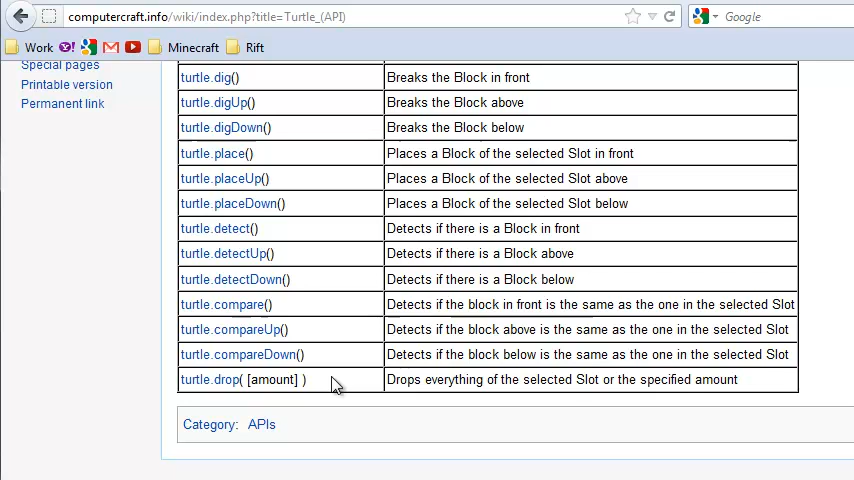 computercraft.info/wiki/index.php?title=Turtle_(API)
Google
Work
Minecraft
Rift
Special pages
Printable version
Permanent link
turtle.dig() Breaks the Block in front
turtle.digUp() Breaks the Block above
turtle.digDown() Breaks the Block below
turtle.place() Places a Block of the selected Slot in front
turtle.placeUp() Places a Block of the selected Slot above
turtle.placeDown() Places a Block of the selected Slot below
turtle.detect() Detects if there is a Block in front
turtle.detectUp() Detects if there is a Block above
turtle.detectDown() Detects if there is a Block below
turtle.compare() Detects if the block in front is the same as the one in the selected Slot
turtle.compareUp() Detects if the block above is the same as the one in the selected Slot
turtle.compareDown() Detects if the block below is the same as the one in the selected Slot
turtle.drop( [amount] ) Drops everything of the selected Slot or the specified amount
Category: APIs